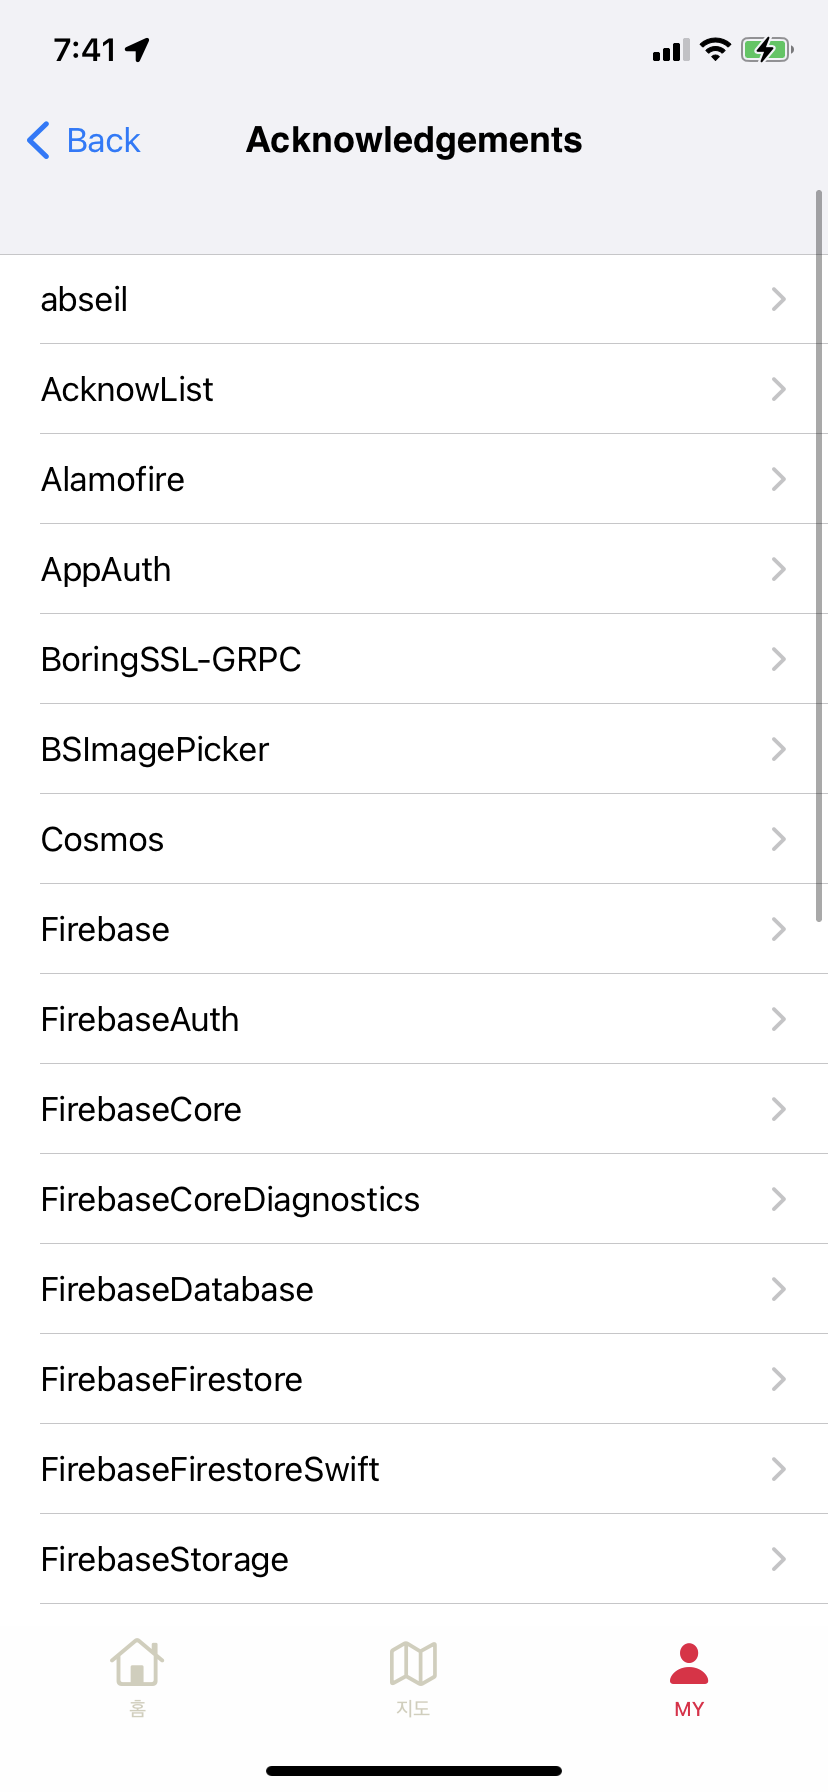 7:41
Back
Acknowledgements
abseil
AcknowList
Alamofire
AppAuth
BoringSSL-GRPC
BSImagePicker
Cosmos
Firebase
FirebaseAuth
FirebaseCore
FirebaseCoreDiagnostics
FirebaseDatabase
FirebaseFirestore
FirebaseFirestoreSwift
FirebaseStorage
홈
지도
MY